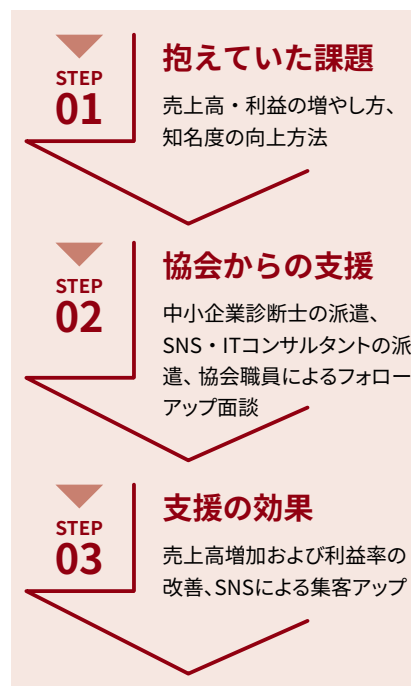 STEP
01
抱えていた課題
売上高・利益の増やし方、
知名度の向上方法
STEP
02
協会からの支援
中小企業診断士の派遣、
SNS・ITコンサルタントの派
遣、協会職員によるフォロー
アップ面談
STEP
03
支援の効果
売上高増加および利益率の
改善、SNSによる集客アップ